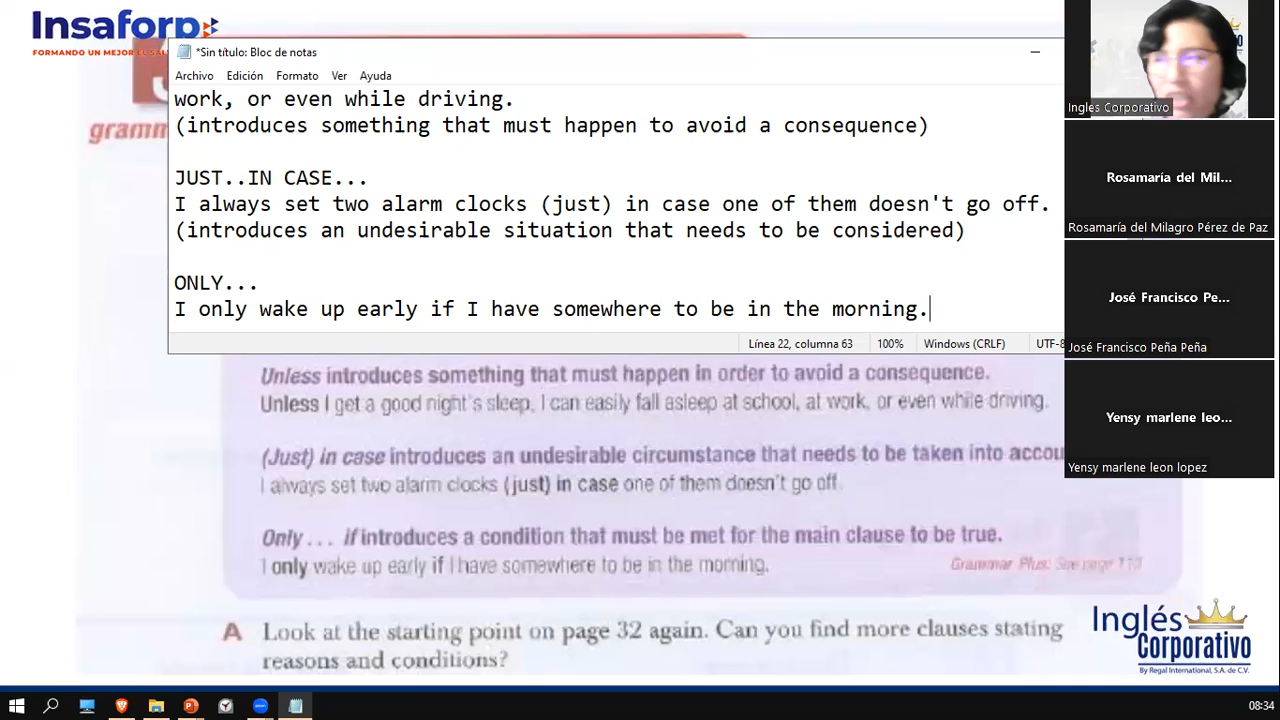 Insaforp
FORMANDO UN MEJOR EL SAL
*Sin título: Bloc de notas
Archivo Edición Formato Ver Ayuda
work, or even while driving.
(introduces something that must happen to avoid a consequence)
JUST..IN CASE...
I always set two alarm clocks (just) in case one of them doesn't go off.
(introduces an undesirable situation that needs to be considered)
ONLY...
I only wake up early if I have somewhere to be in the morning.
Línea 22, columna 63 100% Windows (CRLF) UTF-8
gramm
Unless introduces something that must happen in order to avoid a consequence.
Unless I get a good night's sleep, I can easily fall asleep at school, at work, or even while driving.
(Just) in case introduces an undesirable circumstance that needs to be taken into accou
I always set two alarm clocks (just) in case one of them doesn't go off.
Only... if introduces a condition that must be met for the main clause to be true.
I only wake up early if I have somewhere to be in the morning.
Grammar Plus: See page 110
A Look at the starting point on page 32 again. Can you find more clauses stating
reasons and conditions?
Ingles Corporativo
Rosamaría del Mil...
Rosamaría del Milagro Pérez de Paz
José Francisco Pe...
José Francisco Peña Peña
Yensy marlene leo...
Yensy marlene leon lopez
Inglés
Corporativo
By Regal International, S.A. de C.V.
08:34